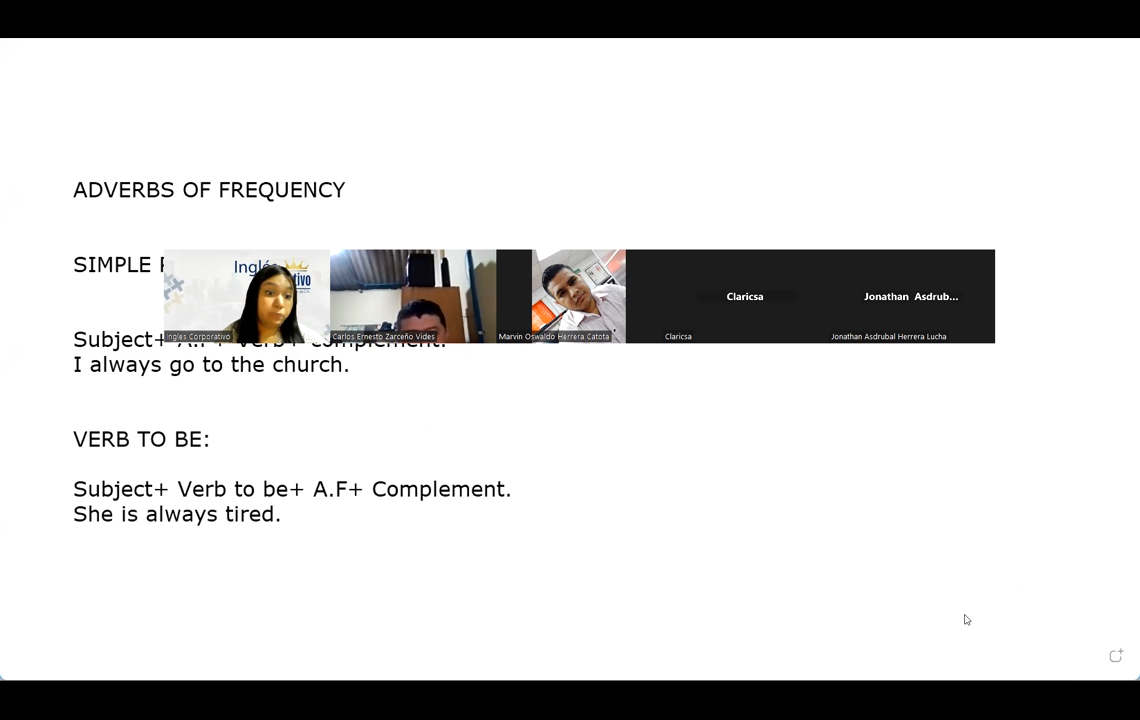 ADVERBS OF FREQUENCY
SIMPLE
Inglés
tivo
Ingles Corporativo
Carlos Ernesto Zarceño Vides
Marvin Oswaldo Herrera Catota
Claricsa
Claricsa
Jonathan Asdrub...
Jonathan Asdrubal Herrera Lucha
Subject+ A.F+ Verb+ complement.
I always go to the church.
VERB TO BE:
Subject+ Verb to be+ A.F+ Complement.
She is always tired.